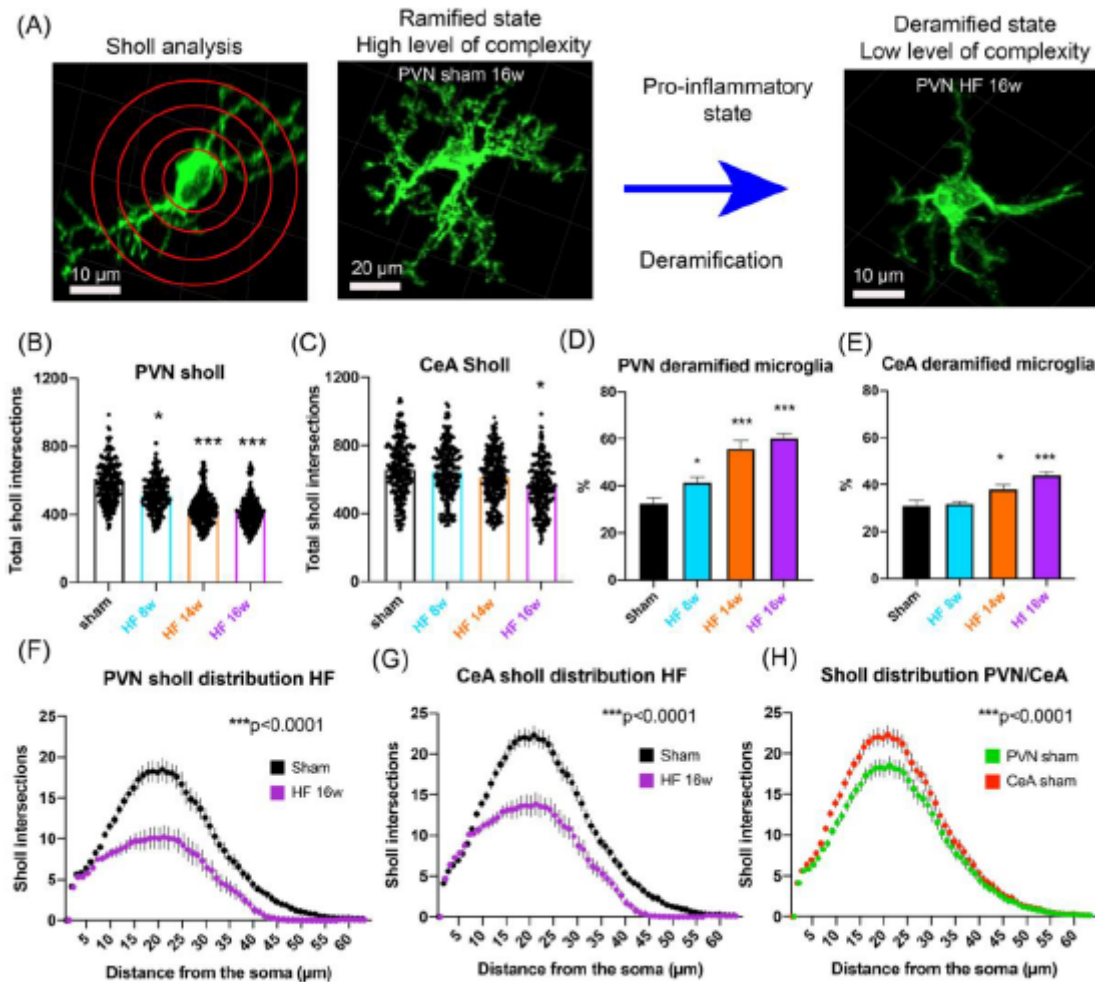 (A)
Sholl analysis
10 µm
Ramified state
High level of complexity
PVN sham 16w
20 µm
Pro-inflammatory
state
Deramification
Deramified state
Low level of complexity
PVN HF 16w
10 µm
(B)
PVN sholl
Total sholl intersections
1200
800
400
0
*
***
***
sham
HF 8w
HF 14w
HF 16w
(C)
CeA Sholl
Total sholl intersections
1200
800
400
0
*
sham
HF 8w
HF 14w
HF 16w
(D)
PVN deramified microglia
%
80
60
40
20
0
*
***
***
Sham
HF 8w
HF 14w
HF 16w
(E)
CeA deramified microglia
%
80
60
40
20
0
*
***
Sham
HF 8w
HF 14w
Hf 16w
(F)
PVN sholl distribution HF
Sholl intersections
25
20
15
10
5
0
***p<0.0001
Sham
HF 16w
5 10 15 20 25 30 35 40 45 50 55 60
Distance from the soma (µm)
(G)
CeA sholl distribution HF
Sholl intersections
25
20
15
10
5
0
***p<0.0001
Sham
HF 16w
5 10 15 20 25 30 35 40 45 50 55 60
Distance from the soma (µm)
(H)
Sholl distribution PVN/CeA
Sholl intersections
25
20
15
10
5
0
***p<0.0001
PVN sham
CeA sham
5 10 15 20 25 30 35 40 45 50 55 60
Distance from the soma (µm)